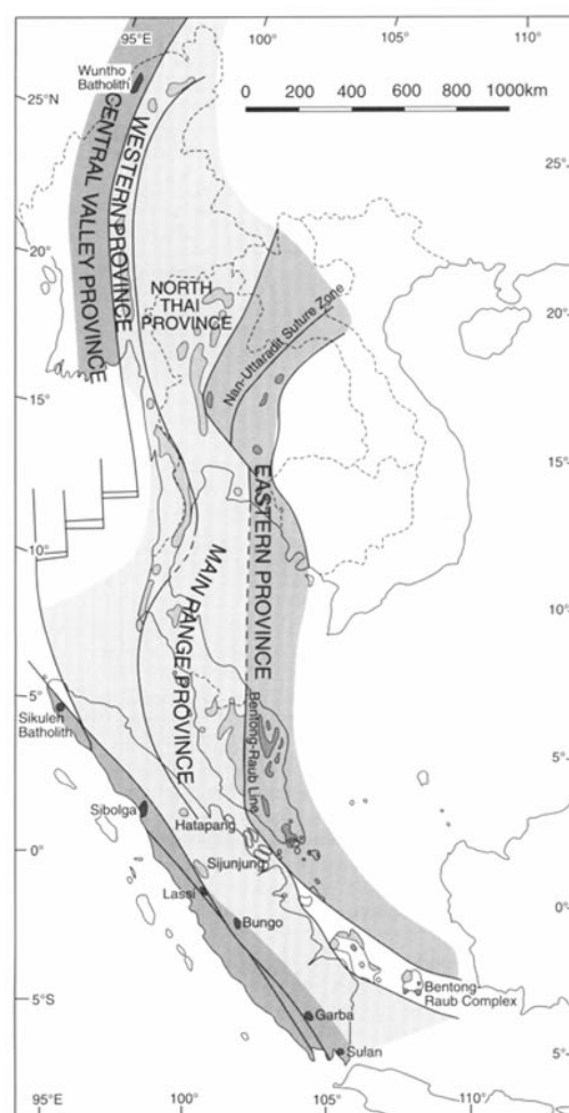 95°E
100°
105°
110°
Wuntho
Batholith
0 200 400 600 800 1000km
25°N
25°
CENTRAL VALLEY PROVINCE
WESTERN PROVINCE
20°
NORTH
THAI
PROVINCE
20°
Nan-Uttaradit Suture Zone
15°
15°
EASTERN PROVINCE
10°
MAIN RANGE PROVINCE
10°
5°
Sikuleh
Batholith
Bentong-Raub Line
5°
Sibolga
Hatapang
0°
Sijunjung
Lassi
0°
Bungo
Bentong
Raub Complex
5°S
Garba
Sulan
5°
95°E
100°
105°
110°